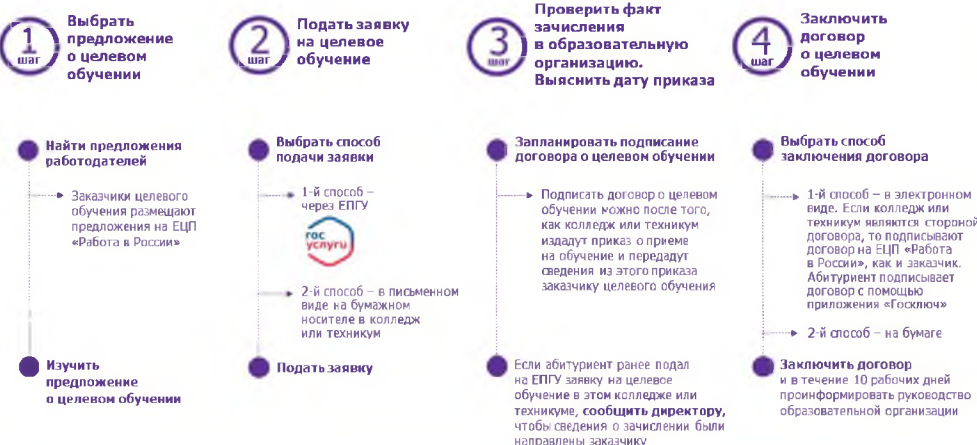 1
шаг
Выбрать
предложение
о целевом
обучении
Найти предложения
работодателей
Заказчики целевого
обучения размещают
предложения на ЕЦП
«Работа в России»
Изучить
предложение
о целевом обучении
2
шаг
Подать заявку
на целевое
обучение
Выбрать способ
подачи заявки
1-й способ –
через ЕПГУ
гос
услуги
2-й способ – в письменном
виде на бумажном
носителе в колледж
или техникум
Подать заявку
3
шаг
Проверить факт
зачисления
в образовательную
организацию.
Выяснить дату приказа
Запланировать подписание
договора о целевом обучении
Подписать договор о целевом
обучении можно после того,
как колледж или техникум
издадут приказ о приеме
на обучение и передадут
сведения из этого приказа
заказчику целевого обучения
Если абитуриент ранее подал
на ЕПГУ заявку на целевое
обучение в этом колледже или
техникуме, сообщить директору,
чтобы сведения о зачислении были
направлены заказчику
4
шаг
Заключить
договор
о целевом
обучении
Выбрать способ
заключения договора
1-й способ – в электронном
виде. Если колледж или
техникум являются стороной
договора, то подписывают
договор на ЕЦП «Работа
в России», как и заказчик.
Абитуриент подписывает
договор с помощью
приложения «Госключ»
2-й способ – на бумаге
Заключить договор
и в течение 10 рабочих дней
проинформировать руководство
образовательной организации